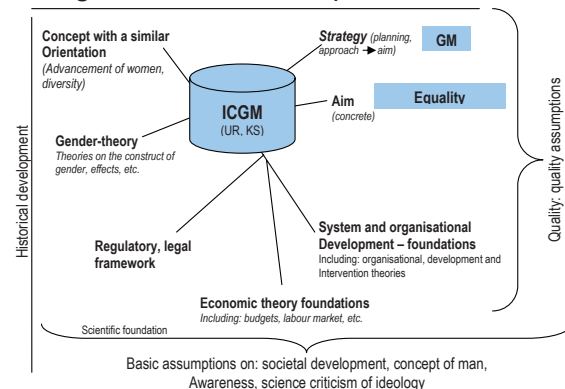 Concept with a similar
Orientation
(Advancement of women,
diversity)
Strategy (planning,
approach → aim)
GM
ICGM
(UR, KS)
Aim
(concrete)
Equality
Gender-theory
Theories on the construct of
gender, effects, etc.
Historical development
Quality: quality assumptions
Regulatory, legal
framework
System and organisational
Development – foundations
Including: organisational, development and
Intervention theories
Economic theory foundations
Including: budgets, labour market, etc.
Scientific foundation
Basic assumptions on: societal development, concept of man,
Awareness, science criticism of ideology